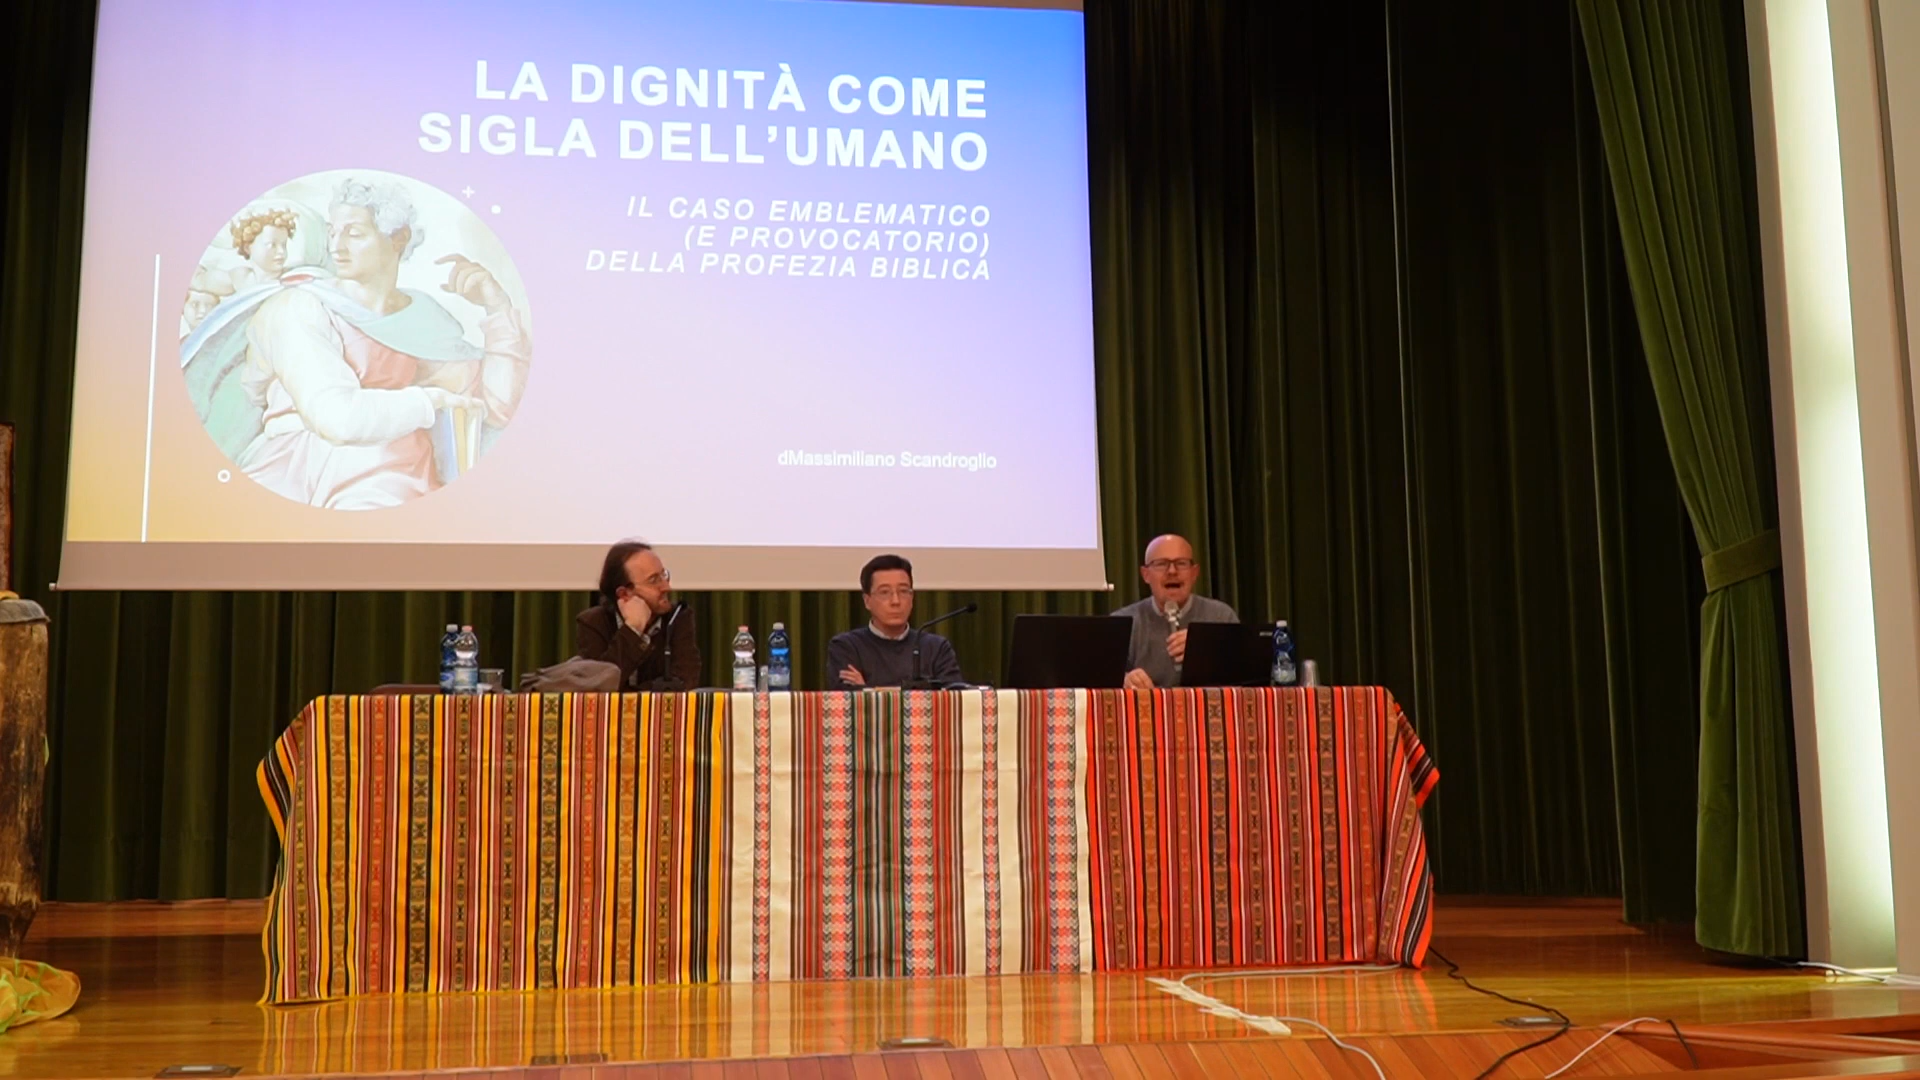 LA DIGNITÀ COME
SIGLA DELL’UMANO
IL CASO EMBLEMATICO
(E PROVOCATORIO)
DELLA PROFEZIA BIBLICA
dMassimiliano Scandroglio